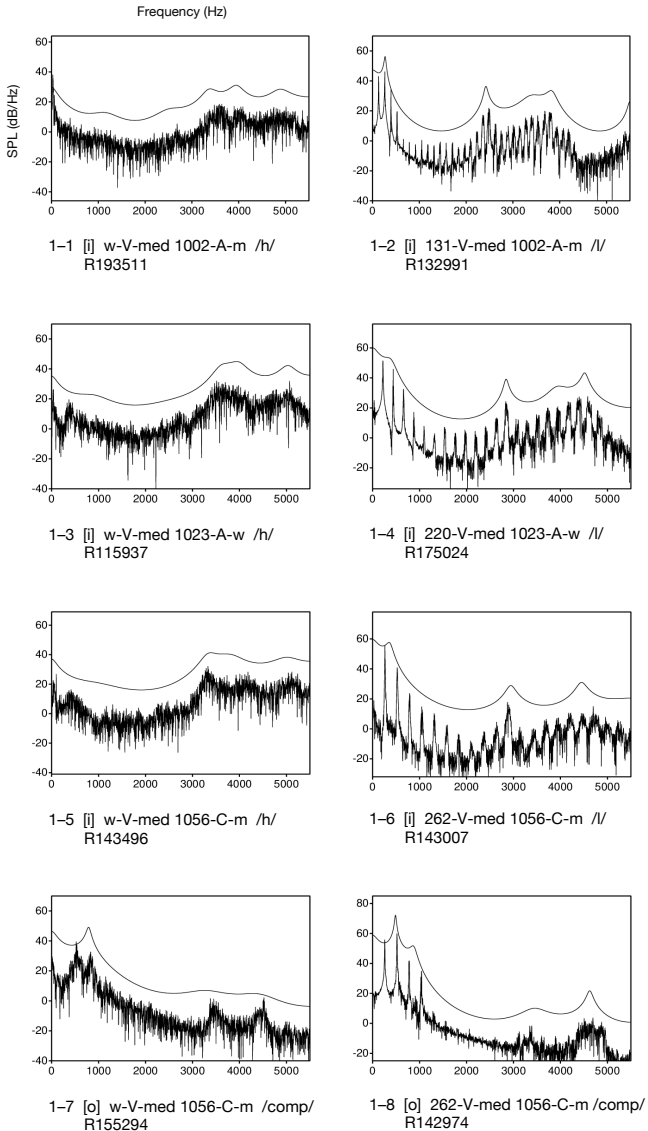 Frequency (Hz)
SPL (dB/Hz)
60
40
20
0
-20
-40
0 1000 2000 3000 4000 5000
1–1 [i] w-V-med 1002-A-m /h/
R193511
60
40
20
0
-20
-40
0 1000 2000 3000 4000 5000
1–2 [i] 131-V-med 1002-A-m /l/
R132991
60
40
20
0
-20
-40
0 1000 2000 3000 4000 5000
1–3 [i] w-V-med 1023-A-w /h/
R115937
60
40
20
0
-20
0 1000 2000 3000 4000 5000
1–4 [i] 220-V-med 1023-A-w /l/
R175024
60
40
20
0
-20
-40
0 1000 2000 3000 4000 5000
1–5 [i] w-V-med 1056-C-m /h/
R143496
60
40
20
0
-20
0 1000 2000 3000 4000 5000
1–6 [i] 262-V-med 1056-C-m /l/
R143007
60
40
20
0
-20
-40
0 1000 2000 3000 4000 5000
1–7 [o] w-V-med 1056-C-m /comp/
R155294
80
60
40
20
0
-20
0 1000 2000 3000 4000 5000
1–8 [o] 262-V-med 1056-C-m /comp/
R142974